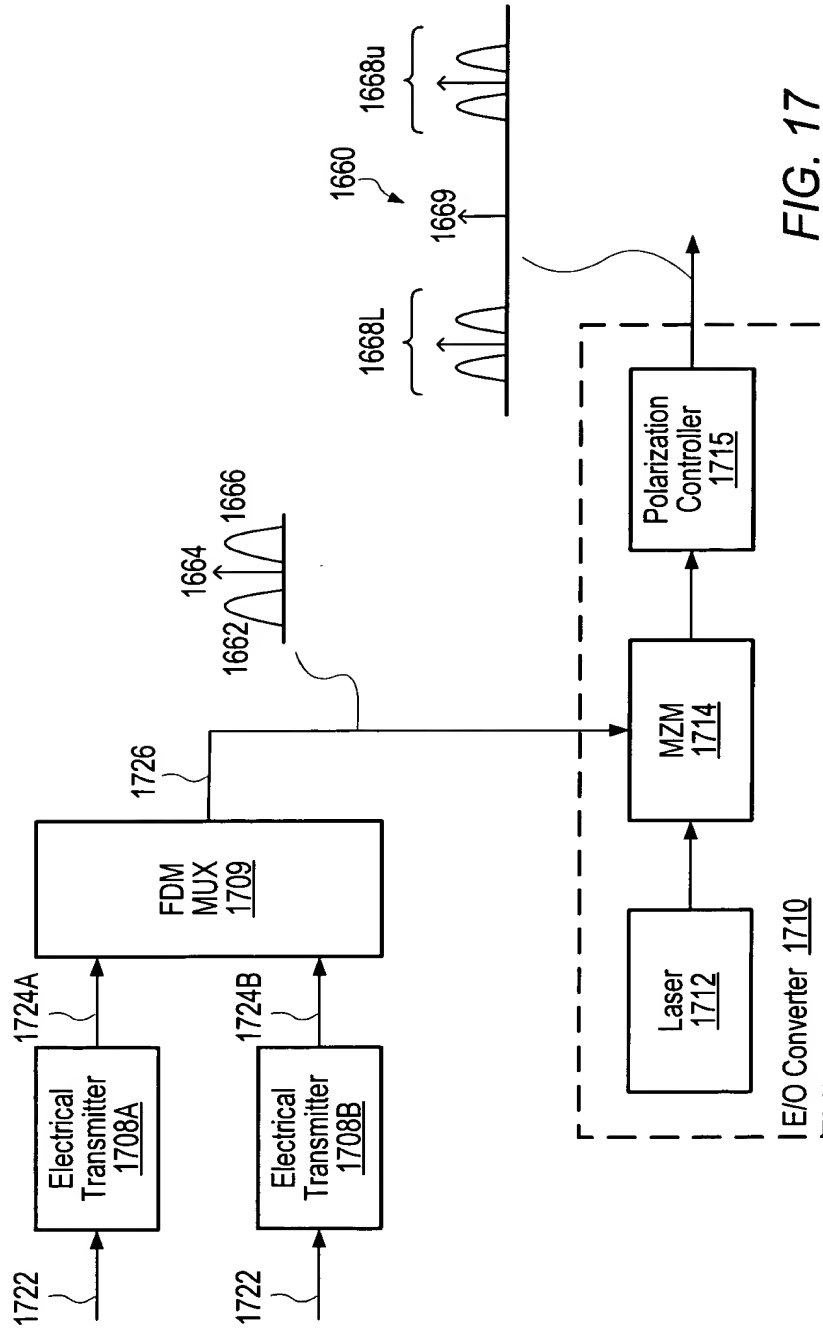 1722
Electrical
Transmitter
1708A
1724A
1722
Electrical
Transmitter
1708B
1724B
FDM
MUX
1709
1726
1662
1664
1666
1668L
1660
1669
1668u
Laser
1712
MZM
1714
Polarization
Controller
1715
E/O Converter 1710
FIG. 17